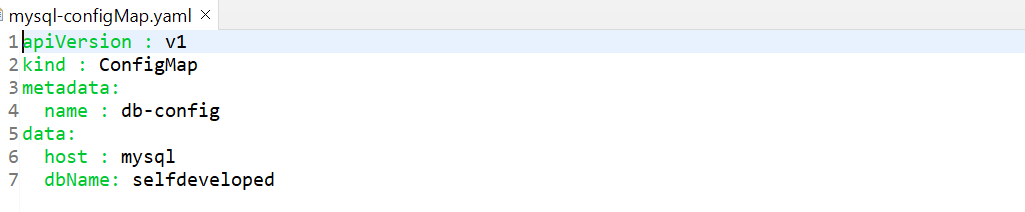 mysql-configMap.yaml
1 apiVersion : v1
2 kind : ConfigMap
3 metadata:
4   name : db-config
5 data:
6   host : mysql
7   dbName: selfdeveloped